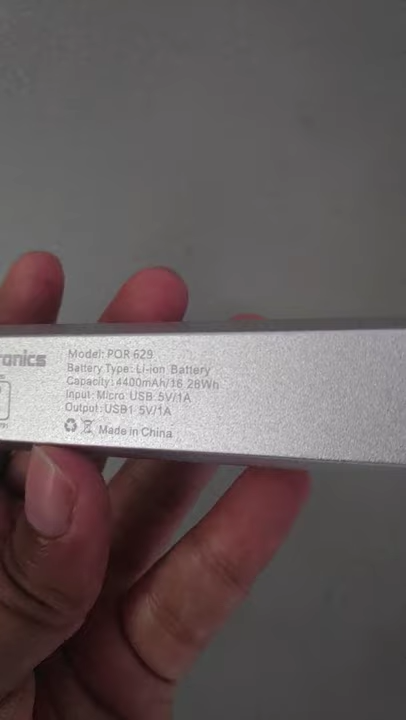 ronics
Model: POR 629
Battery Type: Li-ion Battery
Capacity: 4400mAh/16.28Wh
Input: Micro USB 5V/1A
Output: USB1 5V/1A
Made in China